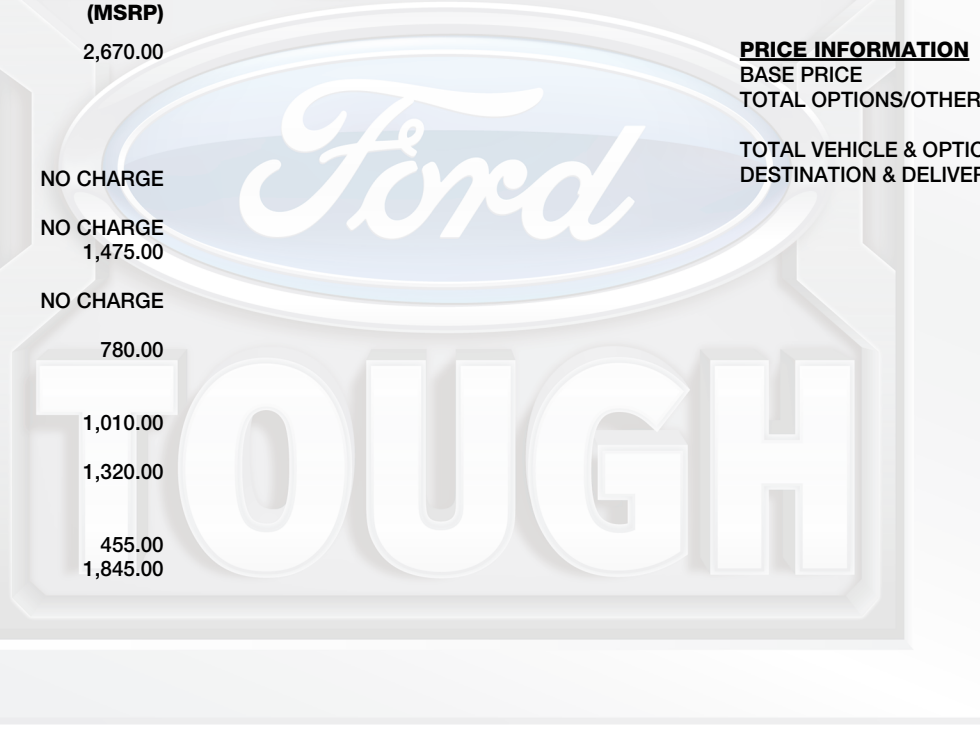 (MSRP)
2,670.00
NO CHARGE
NO CHARGE
1,475.00
NO CHARGE
780.00
1,010.00
1,320.00
455.00
1,845.00
PRICE INFORMATION
BASE PRICE
TOTAL OPTIONS/OTHER
TOTAL VEHICLE & OPTIO
DESTINATION & DELIVER
Ford
TOUGH